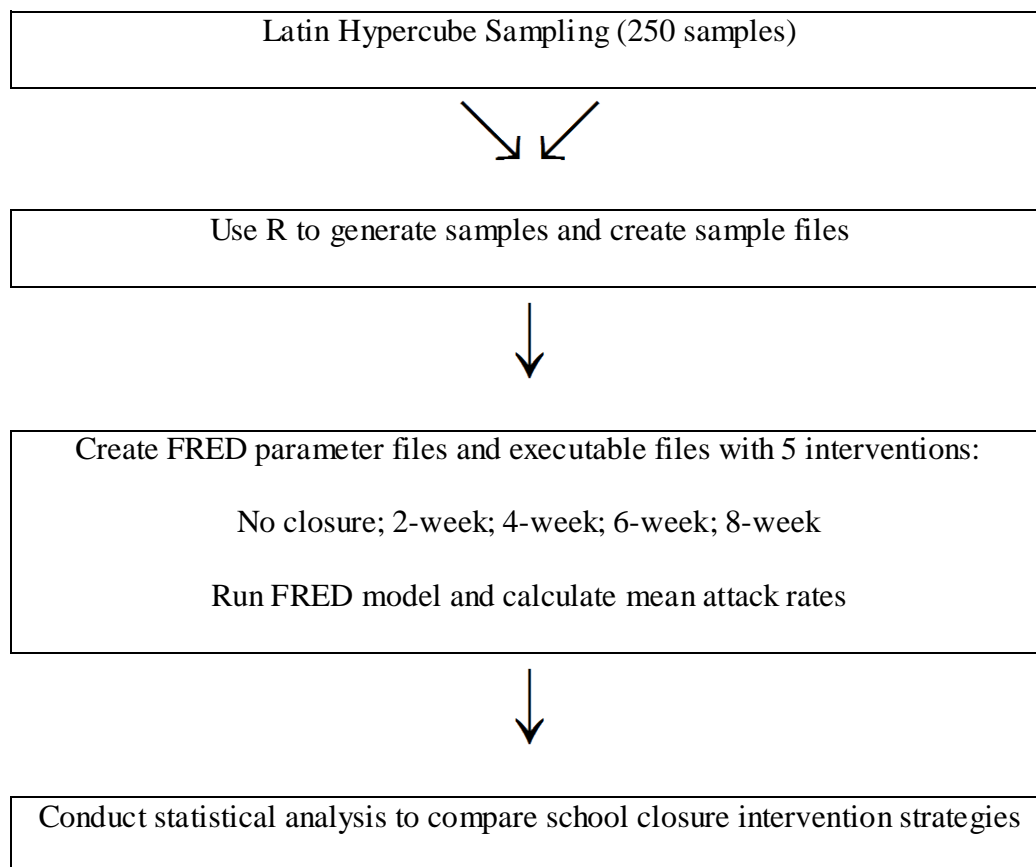 Latin Hypercube Sampling (250 samples)
Use R to generate samples and create sample files
Create FRED parameter files and executable files with 5 interventions:
No closure; 2-week; 4-week; 6-week; 8-week
Run FRED model and calculate mean attack rates
Conduct statistical analysis to compare school closure intervention strategies